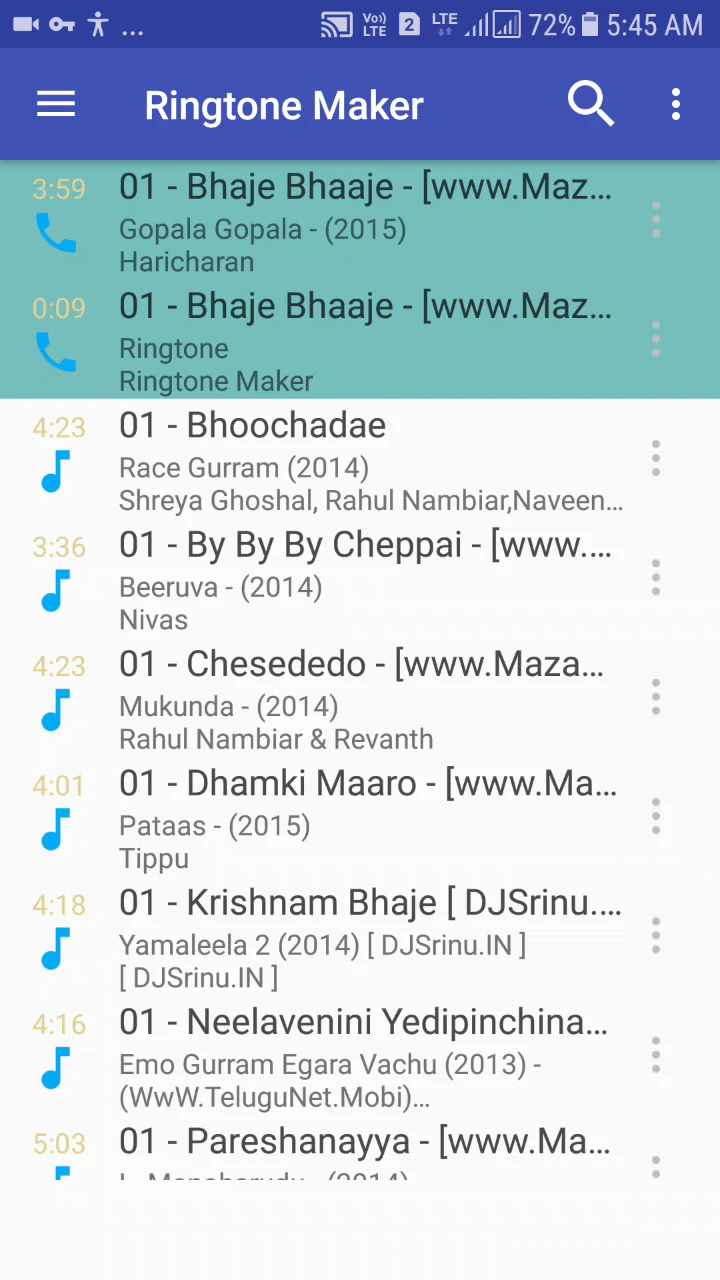 ... Vo)) LTE 2 LTE 72% 5:45 AM
Ringtone Maker
3:59 01 - Bhaje Bhaaje - [www.Maz...
Gopala Gopala - (2015)
Haricharan
0:09 01 - Bhaje Bhaaje - [www.Maz...
Ringtone
Ringtone Maker
4:23 01 - Bhoochadae
Race Gurram (2014)
Shreya Ghoshal, Rahul Nambiar,Naveen...
3:36 01 - By By By Cheppai - [www....
Beeruva - (2014)
Nivas
4:23 01 - Chesededo - [www.Maza...
Mukunda - (2014)
Rahul Nambiar & Revanth
4:01 01 - Dhamki Maaro - [www.Ma...
Pataas - (2015)
Tippu
4:18 01 - Krishnam Bhaje [ DJSrinu....
Yamaleela 2 (2014) [ DJSrinu.IN ]
[ DJSrinu.IN ]
4:16 01 - Neelavenini Yedipinchina...
Emo Gurram Egara Vachu (2013) -
(WwW.TeluguNet.Mobi)...
5:03 01 - Pareshanayya - [www.Ma...